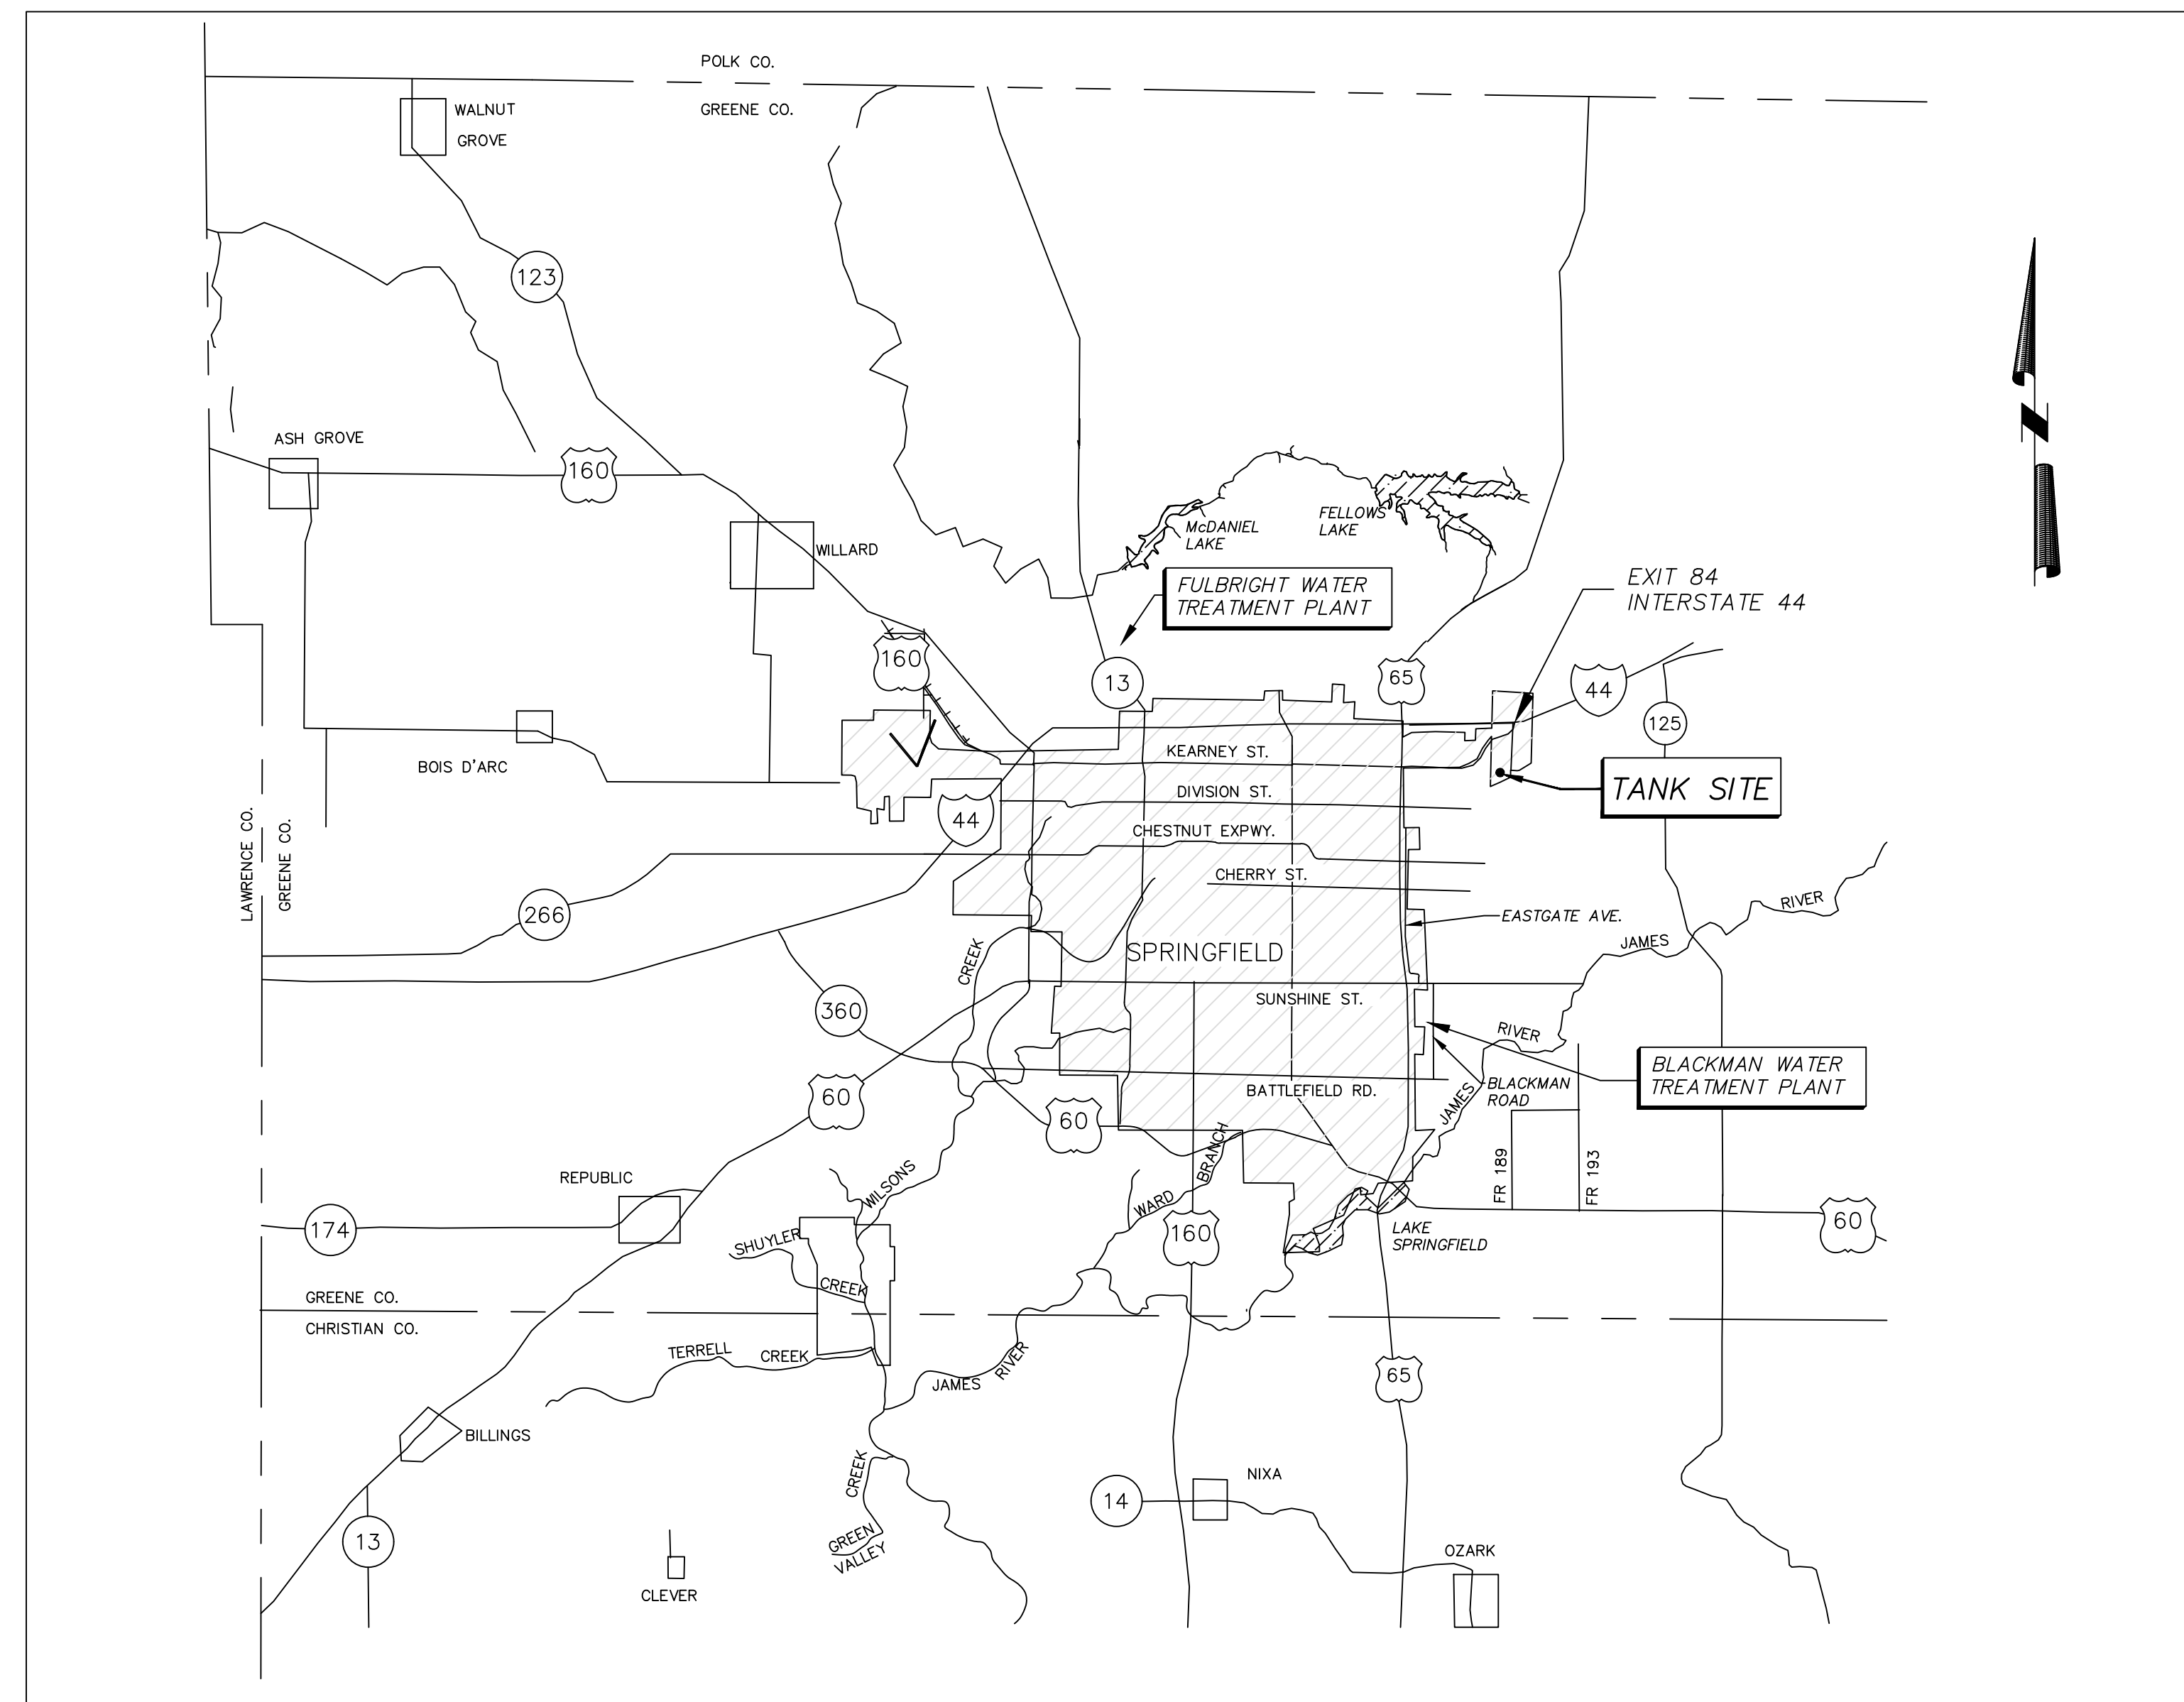 POLK CO.
GREENE CO.
WALNUT
GROVE
123
ASH GROVE
160
WILLARD
McDANIEL
LAKE
FELLOWS
LAKE
FULBRIGHT WATER
TREATMENT PLANT
EXIT 84
INTERSTATE 44
N
160
13
65
44
125
BOIS D'ARC
KEARNEY ST.
TANK SITE
DIVISION ST.
44
CHESTNUT EXPWY.
CHERRY ST.
LAWRENCE CO.
GREENE CO.
266
EASTGATE AVE.
RIVER
JAMES
CREEK
SPRINGFIELD
SUNSHINE ST.
360
RIVER
BLACKMAN WATER
TREATMENT PLANT
BATTLEFIELD RD.
BLACKMAN
ROAD
JAMES
60
60
BRANCH
WARD
FR 189
FR 193
REPUBLIC
WILSONS
174
160
60
LAKE
SPRINGFIELD
SHUYLER
CREEK
GREENE CO.
CHRISTIAN CO.
TERRELL
CREEK
JAMES
RIVER
65
BILLINGS
CREEK
GREEN
VALLEY
NIXA
14
13
CLEVER
OZARK